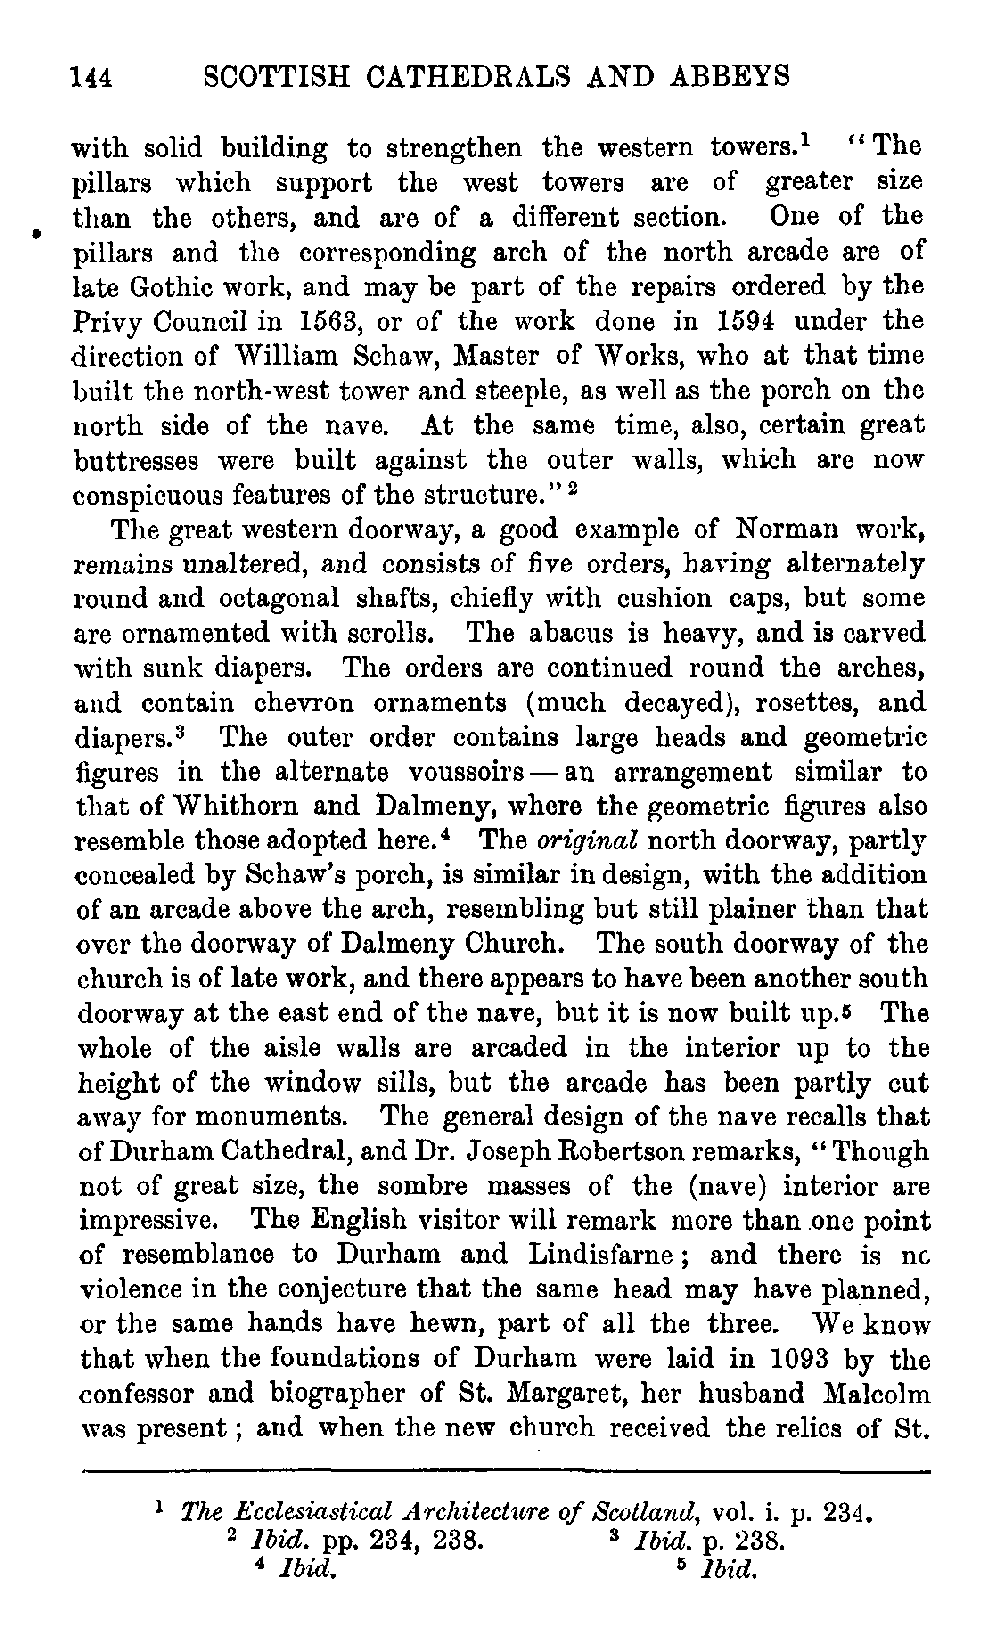 144 SCOTTISH CATHEDRALS AND ABBEYS
with solid building to strengthen the western towers.¹ “The
pillars which support the west towers are of greater size
than the others, and are of a different section. One of the
pillars and the corresponding arch of the north arcade are of
late Gothic work, and may be part of the repairs ordered by the
Privy Council in 1563, or of the work done in 1594 under the
direction of William Schaw, Master of Works, who at that time
built the north-west tower and steeple, as well as the porch on the
north side of the nave. At the same time, also, certain great
buttresses were built against the outer walls, which are now
conspicuous features of the structure.” ²
The great western doorway, a good example of Norman work,
remains unaltered, and consists of five orders, having alternately
round and octagonal shafts, chiefly with cushion caps, but some
are ornamented with scrolls. The abacus is heavy, and is carved
with sunk diapers. The orders are continued round the arches,
and contain chevron ornaments (much decayed), rosettes, and
diapers.³ The outer order contains large heads and geometric
figures in the alternate voussoirs — an arrangement similar to
that of Whithorn and Dalmeny, where the geometric figures also
resemble those adopted here.⁴ The original north doorway, partly
concealed by Schaw’s porch, is similar in design, with the addition
of an arcade above the arch, resembling but still plainer than that
over the doorway of Dalmeny Church. The south doorway of the
church is of late work, and there appears to have been another south
doorway at the east end of the nave, but it is now built up.⁵ The
whole of the aisle walls are arcaded in the interior up to the
height of the window sills, but the arcade has been partly cut
away for monuments. The general design of the nave recalls that
of Durham Cathedral, and Dr. Joseph Robertson remarks, “Though
not of great size, the sombre masses of the (nave) interior are
impressive. The English visitor will remark more than one point
of resemblance to Durham and Lindisfarne ; and there is no
violence in the conjecture that the same head may have planned,
or the same hands have hewn, part of all the three. We know
that when the foundations of Durham were laid in 1093 by the
confessor and biographer of St. Margaret, her husband Malcolm
was present ; and when the new church received the relics of St.
¹ The Ecclesiastical Architecture of Scotland, vol. i. p. 234.
² Ibid. pp. 234, 238. ³ Ibid. p. 238.
⁴ Ibid. ⁵ Ibid.